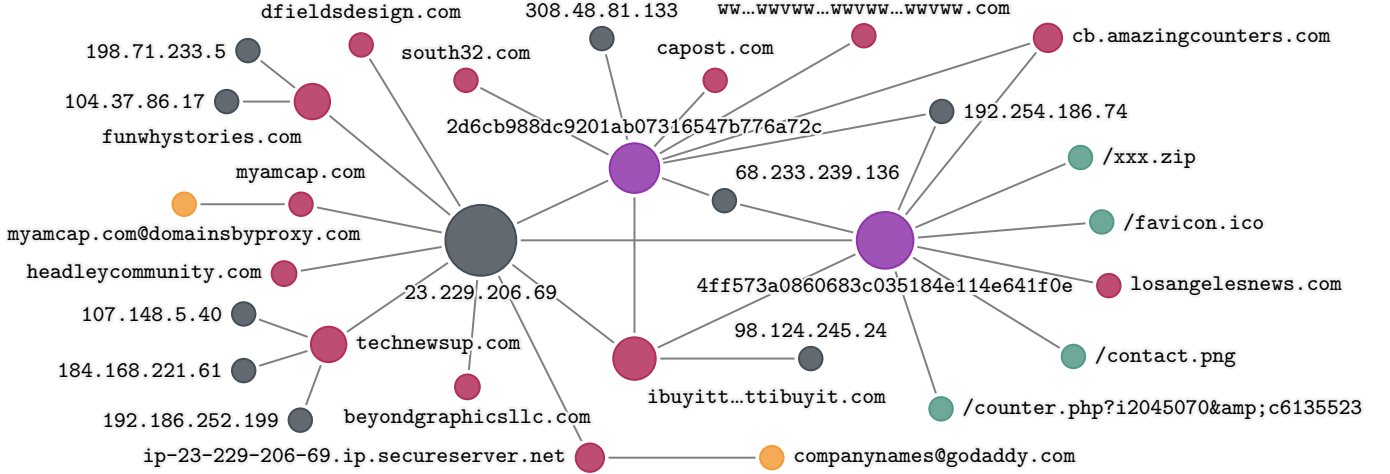 dfieldsdesign.com
308.48.81.133
ww…wwvww…wwvww…wwvww.com
198.71.233.5
south32.com
capost.com
cb.amazingcounters.com
104.37.86.17
192.254.186.74
funwhystories.com
2d6cb988dc9201ab07316547b776a72c
/xxx.zip
myamcap.com
68.233.239.136
myamcap.com@domainsbyproxy.com
/favicon.ico
headleycommunity.com
23.229.206.69
4ff573a0860683c035184e114e641f0e
losangelesnews.com
107.148.5.40
technewsup.com
98.124.245.24
/contact.png
184.168.221.61
ibuyitt…ttibuyit.com
192.186.252.199
beyondgraphicsllc.com
/counter.php?i2045070&amp;c6135523
ip-23-229-206-69.ip.secureserver.net
companynames@godaddy.com